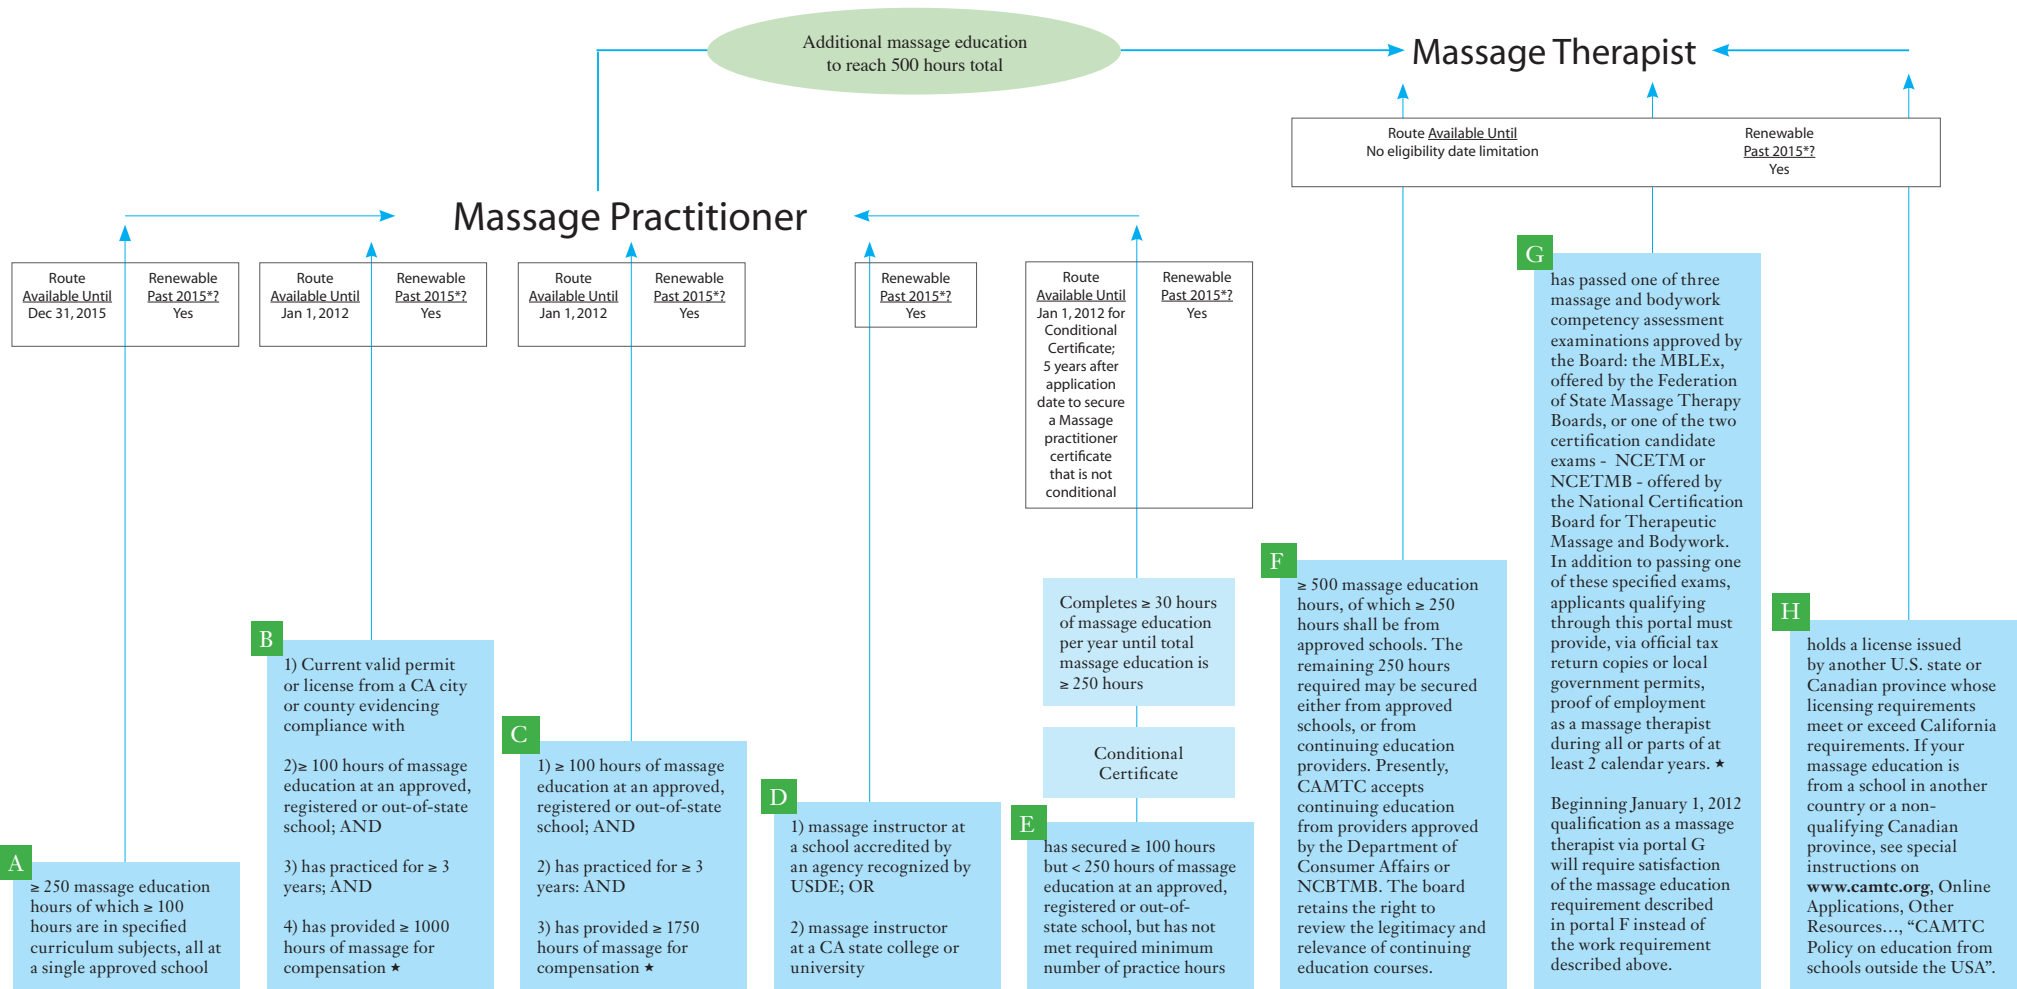 Additional massage education
to reach 500 hours total
Massage Therapist
Route Available Until
No eligibility date limitation
Renewable
Past 2015*?
Yes
Massage Practitioner
Route
Available Until
Dec 31, 2015
Renewable
Past 2015*?
Yes
Route
Available Until
Jan 1, 2012
Renewable
Past 2015*?
Yes
Route
Available Until
Jan 1, 2012
Renewable
Past 2015*?
Yes
Renewable
Past 2015*?
Yes
Route
Available Until
Jan 1, 2012 for
Conditional
Certificate;
5 years after
application
date to secure
a Massage
practitioner
certificate
that is not
conditional
Renewable
Past 2015*?
Yes
A
≥ 250 massage education
hours of which ≥ 100
hours are in specified
curriculum subjects, all at
a single approved school
B
1) Current valid permit
or license from a CA city
or county evidencing
compliance with
2)≥ 100 hours of massage
education at an approved,
registered or out-of-state
school; AND
3) has practiced for ≥ 3
years; AND
4) has provided ≥ 1000
hours of massage for
compensation ★
C
1) ≥ 100 hours of massage
education at an approved,
registered or out-of-state
school; AND
2) has practiced for ≥ 3
years: AND
3) has provided ≥ 1750
hours of massage for
compensation ★
D
1) massage instructor at
a school accredited by
an agency recognized by
USDE; OR
2) massage instructor
at a CA state college or
university
Completes ≥ 30 hours
of massage education
per year until total
massage education is
≥ 250 hours
Conditional
Certificate
E
has secured ≥ 100 hours
but < 250 hours of massage
education at an approved,
registered or out-of-
state school, but has not
met required minimum
number of practice hours
F
≥ 500 massage education
hours, of which ≥ 250
hours shall be from
approved schools. The
remaining 250 hours
required may be secured
either from approved
schools, or from
continuing education
providers. Presently,
CAMTC accepts
continuing education
from providers approved
by the Department of
Consumer Affairs or
NCBTMB. The board
retains the right to
review the legitimacy and
relevance of continuing
education courses.
G
has passed one of three
massage and bodywork
competency assessment
examinations approved by
the Board: the MBLEx,
offered by the Federation
of State Massage Therapy
Boards, or one of the two
certification candidate
exams - NCETM or
NCETMB - offered by
the National Certification
Board for Therapeutic
Massage and Bodywork.
In addition to passing one
of these specified exams,
applicants qualifying
through this portal must
provide, via official tax
return copies or local
government permits,
proof of employment
as a massage therapist
during all or parts of at
least 2 calendar years. ★
Beginning January 1, 2012
qualification as a massage
therapist via portal G
will require satisfaction
of the massage education
requirement described
in portal F instead of
the work requirement
described above.
H
holds a license issued
by another U.S. state or
Canadian province whose
licensing requirements
meet or exceed California
requirements. If your
massage education is
from a school in another
country or a non-
qualifying Canadian
province, see special
instructions on
www.camtc.org, Online
Applications, Other
Resources…, “CAMTC
Policy on education from
schools outside the USA”.